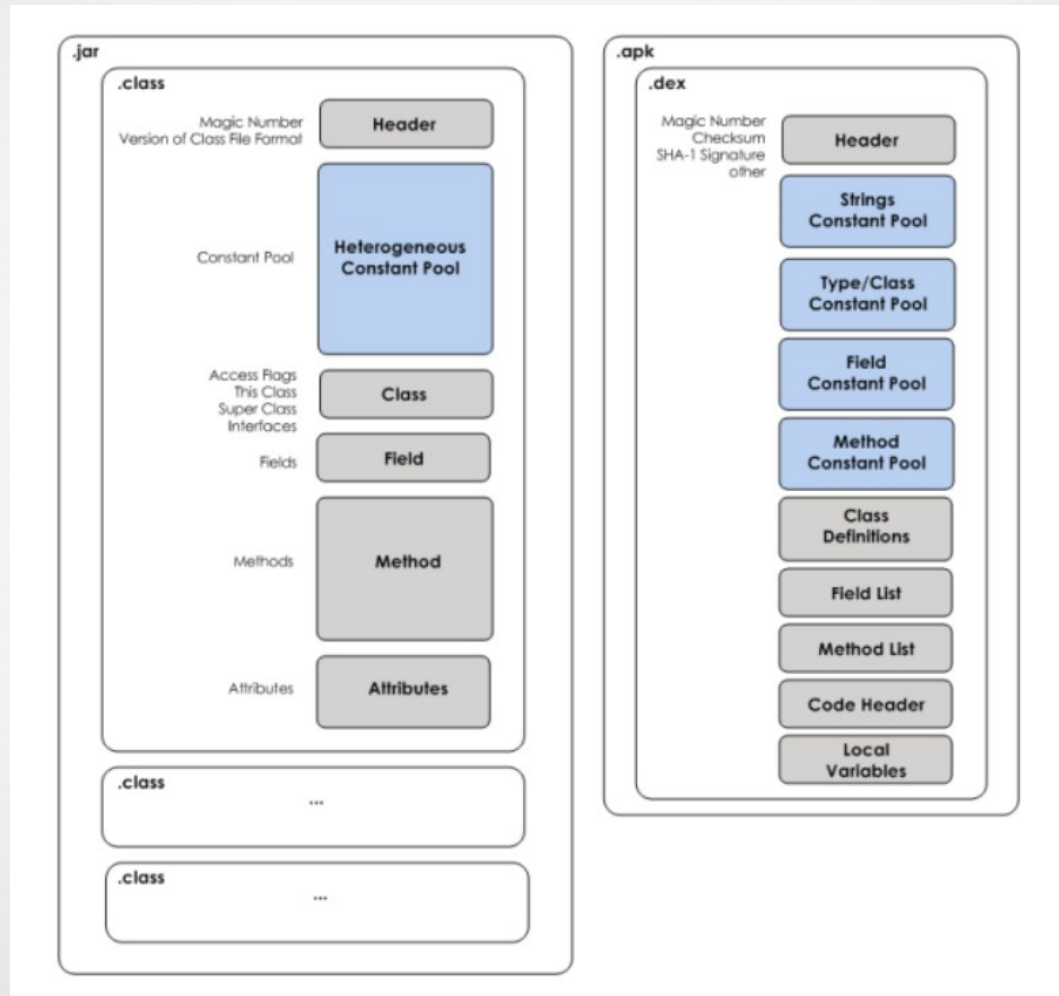 .jar
.class
Magic Number
Version of Class File Format
Header
Constant Pool
Heterogeneous
Constant Pool
Access Flags
This Class
Super Class
Interfaces
Class
Fields
Field
Methods
Method
Attributes
Attributes
.class
...
.class
...
.apk
.dex
Magic Number
Checksum
SHA-1 Signature
other
Header
Strings
Constant Pool
Type/Class
Constant Pool
Field
Constant Pool
Method
Constant Pool
Class
Definitions
Field List
Method List
Code Header
Local
Variables